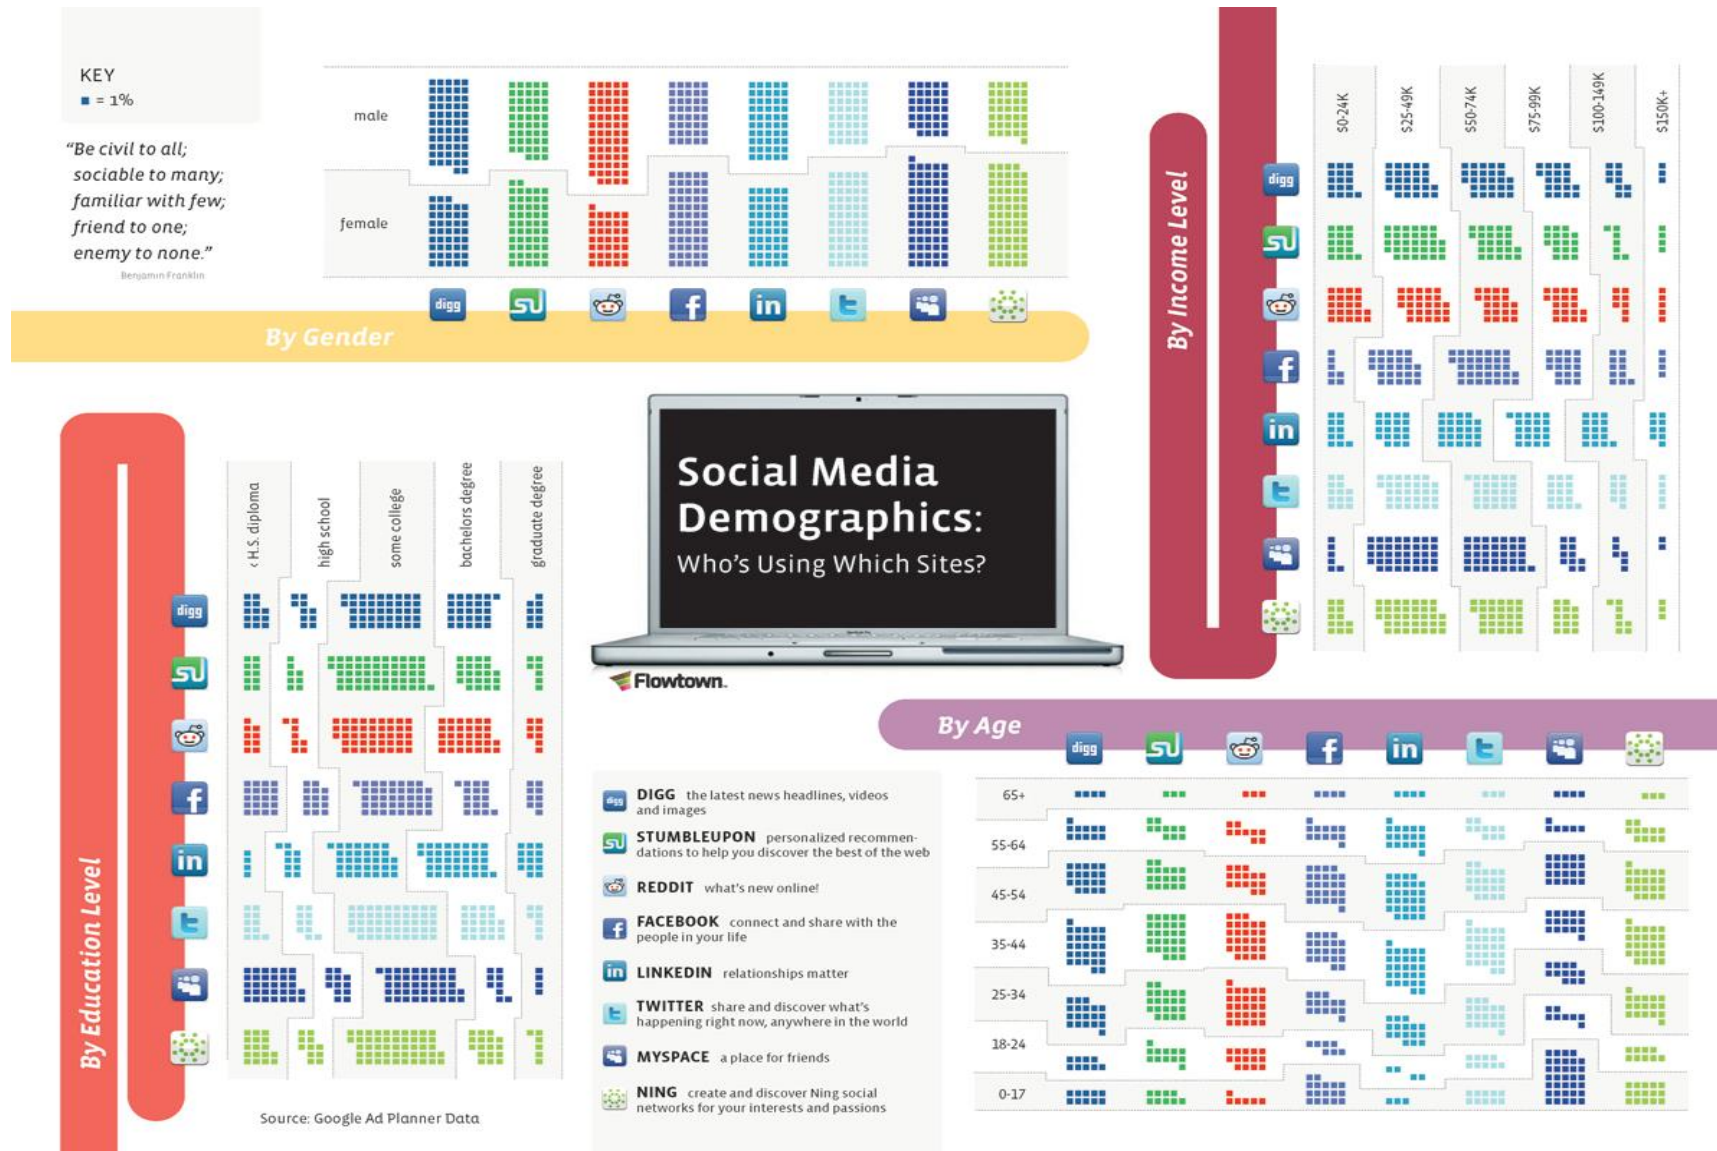 KEY
= 1%
"Be civil to all;
sociable to many;
familiar with few;
friend to one;
enemy to none."
Benjamin Franklin
male
female
digg
By Gender
$0-24K
$25-49K
$50-74K
$75-99K
$100-149K
$150K+
By Income Level
digg
in
Social Media
Demographics:
Who's Using Which Sites?
Flowtown
< H.S. diploma
high school
some college
bachelors degree
graduate degree
By Education Level
digg
in
Source: Google Ad Planner Data
DIGG the latest news headlines, videos
and images
STUMBLEUPON personalized recommen-
dations to help you discover the best of the web
REDDIT what's new online!
FACEBOOK connect and share with the
people in your life
LINKEDIN relationships matter
TWITTER share and discover what's
happening right now, anywhere in the world
MYSPACE a place for friends
NING create and discover Ning social
networks for your interests and passions
By Age
digg
in
65+
55-64
45-54
35-44
25-34
18-24
0-17